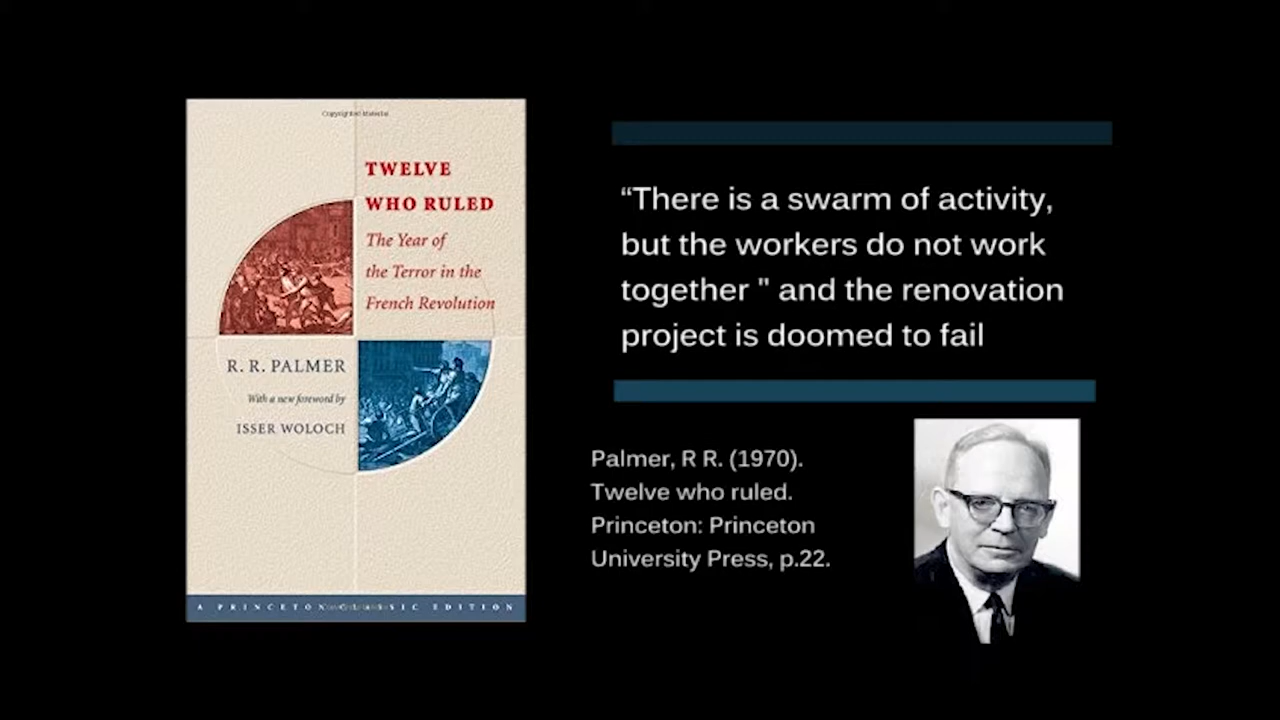 Copyrighted Material
TWELVE
WHO RULED
The Year of
the Terror in the
French Revolution
R. R. PALMER
With a new foreword by
ISSER WOLOCH
A PRINCETON CLASSIC EDITION
“There is a swarm of activity,
but the workers do not work
together " and the renovation
project is doomed to fail
Palmer, R R. (1970).
Twelve who ruled.
Princeton: Princeton
University Press, p.22.